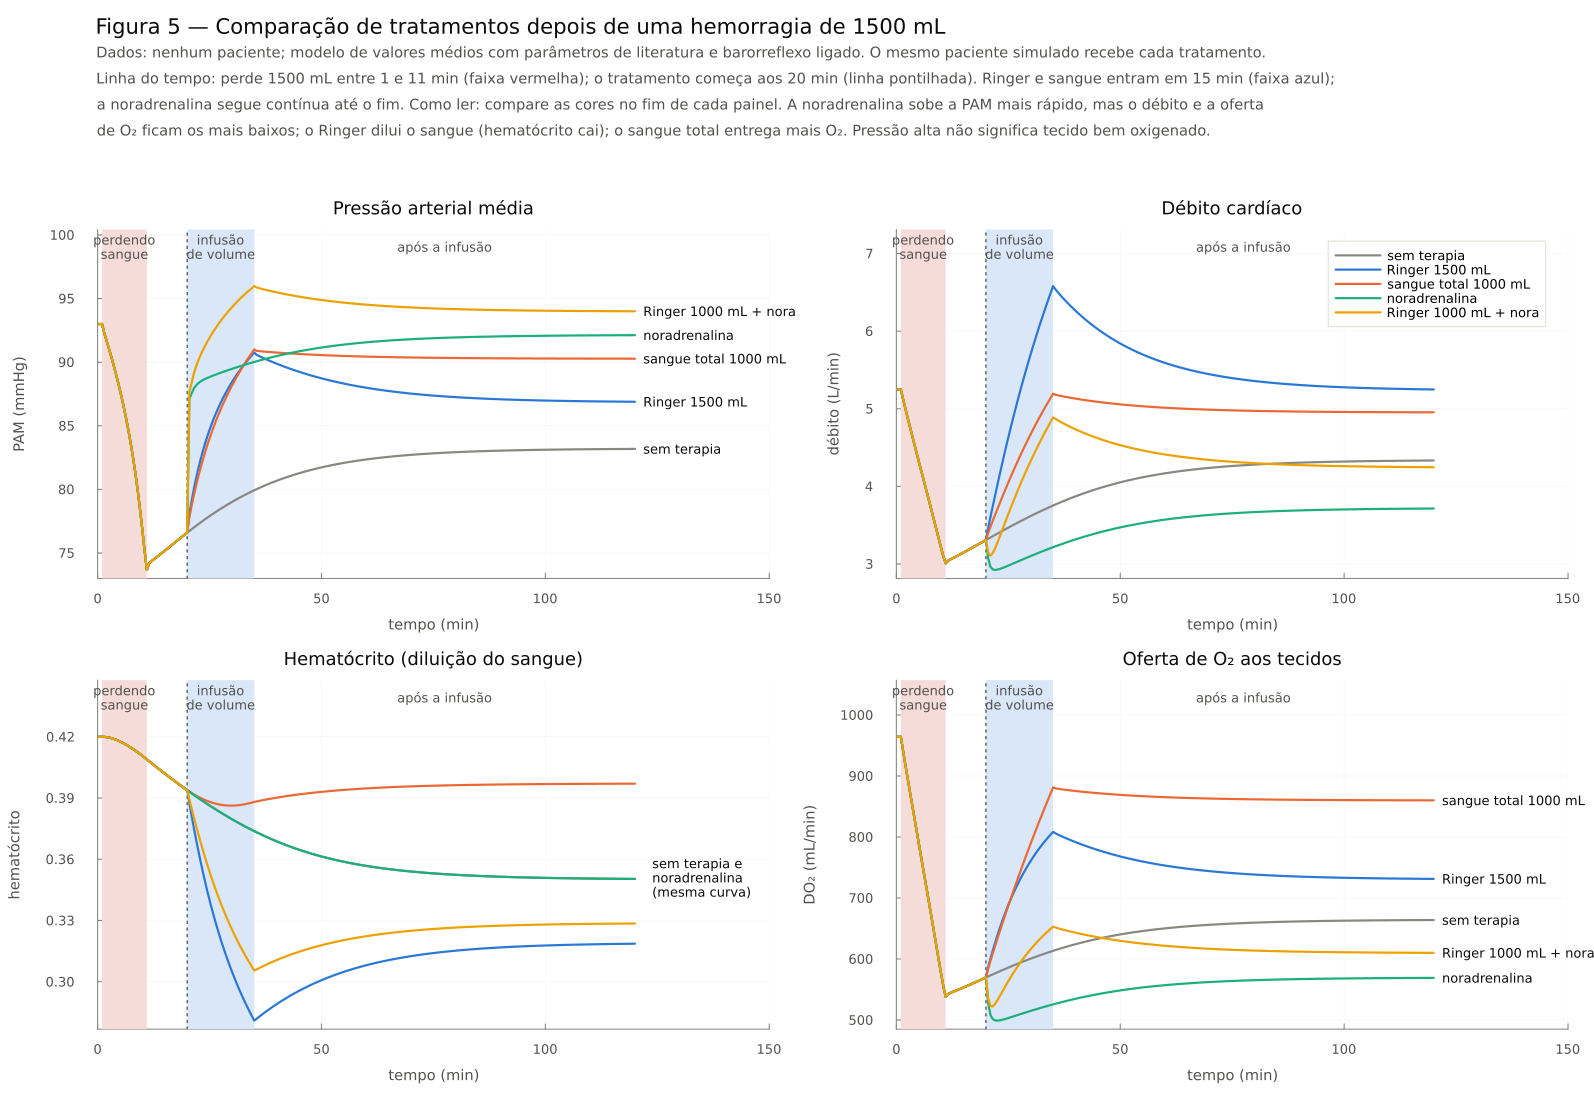 Figura 5 — Comparação de tratamentos depois de uma hemorragia de 1500 mL
Dados: nenhum paciente; modelo de valores médios com parâmetros de literatura e barorreflexo ligado. O mesmo paciente simulado recebe cada tratamento.
Linha do tempo: perde 1500 mL entre 1 e 11 min (faixa vermelha); o tratamento começa aos 20 min (linha pontilhada). Ringer e sangue entram em 15 min (faixa azul);
a noradrenalina segue contínua até o fim. Como ler: compare as cores no fim de cada painel. A noradrenalina sobe a PAM mais rápido, mas o débito e a oferta
de O₂ ficam os mais baixos; o Ringer dilui o sangue (hematócrito cai); o sangue total entrega mais O₂. Pressão alta não significa tecido bem oxigenado.
Pressão arterial média
perdendo
sangue
infusão
de volume
após a infusão
100
95
90
85
80
75
PAM (mmHg)
Ringer 1000 mL + nora
noradrenalina
sangue total 1000 mL
Ringer 1500 mL
sem terapia
0
50
100
150
tempo (min)
Débito cardíaco
perdendo
sangue
infusão
de volume
após a infusão
sem terapia
Ringer 1500 mL
sangue total 1000 mL
noradrenalina
Ringer 1000 mL + nora
7
6
5
4
3
débito (L/min)
0
50
100
150
tempo (min)
Hematócrito (diluição do sangue)
perdendo
sangue
infusão
de volume
após a infusão
0.42
0.39
0.36
0.33
0.30
hematócrito
sem terapia e
noradrenalina
(mesma curva)
0
50
100
150
tempo (min)
Oferta de O₂ aos tecidos
perdendo
sangue
infusão
de volume
após a infusão
1000
900
800
700
600
500
DO₂ (mL/min)
sangue total 1000 mL
Ringer 1500 mL
sem terapia
Ringer 1000 mL + nora
noradrenalina
0
50
100
150
tempo (min)